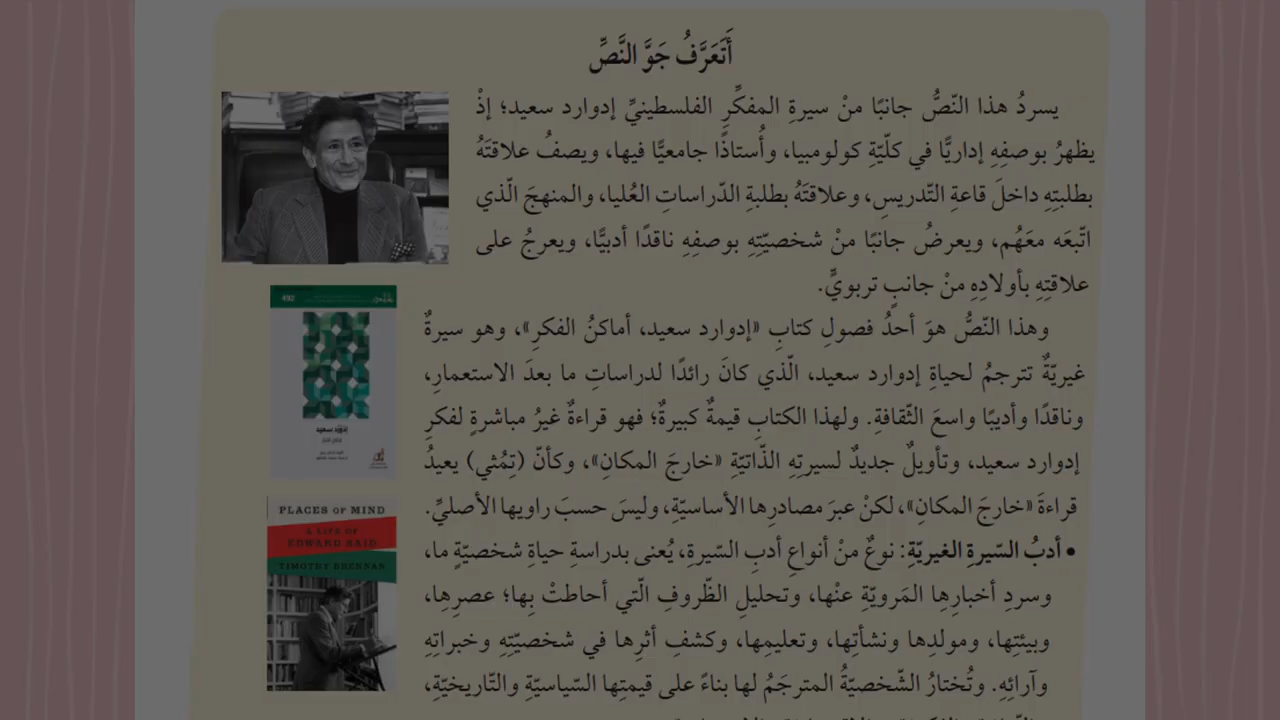 أَتَعَرَّفُ جَوَّ النَّصِّ
يسردُ هذا النّصُّ جانبًا منْ سيرةِ المفكِّرِ الفلسطينيِّ إدوارد سعيد؛ إذْ
يظهرُ بوصفِهِ إداريًّا في كلّيّةِ كولومبيا، وأُستاذًا جامعيًّا فيها، ويصفُ علاقتَهُ
بطلبتِهِ داخلَ قاعةِ التّدريسِ، وعلاقتَهُ بطلبةِ الدّراساتِ العُليا، والمنهجَ الّذي
اتّبعَه معَهُم، ويعرضُ جانبًا منْ شخصيّتِهِ بوصفِهِ ناقدًا أدبيًّا، ويعرجُ على
علاقتِهِ بأولادِهِ منْ جانبٍ تربويٍّ.
وهذا النّصُّ هوَ أحدُ فصولِ كتابِ «إدوارد سعيد، أماكنُ الفكرِ»، وهو سيرةٌ
غيريّةٌ تترجمُ لحياةِ إدوارد سعيد، الّذي كانَ رائدًا لدراساتِ ما بعدَ الاستعمارِ،
وناقدًا وأديبًا واسعَ الثّقافةِ. ولهذا الكتابِ قيمةٌ كبيرةٌ؛ فهو قراءةٌ غيرُ مباشرةٍ لفكرِ
إدوارد سعيد، وتأويلٌ جديدٌ لسيرتِهِ الذّاتيّةِ «خارجَ المكانِ»، وكأنّ (تِمُثي) يعيدُ
قراءةَ «خارجَ المكانِ»، لكنْ عبرَ مصادرِها الأساسيّةِ، وليسَ حسبَ راويها الأصليِّ.
• أدبُ السّيرةِ الغيريّةِ: نوعٌ منْ أنواعِ أدبِ السّيرةِ، يُعنى بدراسةِ حياةِ شخصيّةٍ ما،
وسردِ أخبارِها المَرويّةِ عنْها، وتحليلِ الظّروفِ الّتي أحاطتْ بِها؛ عصرِها،
وبيئتِها، ومولدِها ونشأتِها، وتعليمِها، وكشفِ أثرِها في شخصيّتِهِ وخبراتِهِ
وآرائِهِ. وتُختارُ الشّخصيّةُ المترجَمُ لها بناءً على قيمتِها السّياسيّةِ والتّاريخيّةِ،
إدوارد سعيد
PLACES OF MIND
A LIFE OF
EDWARD SAID
TIMOTHY BRENNAN